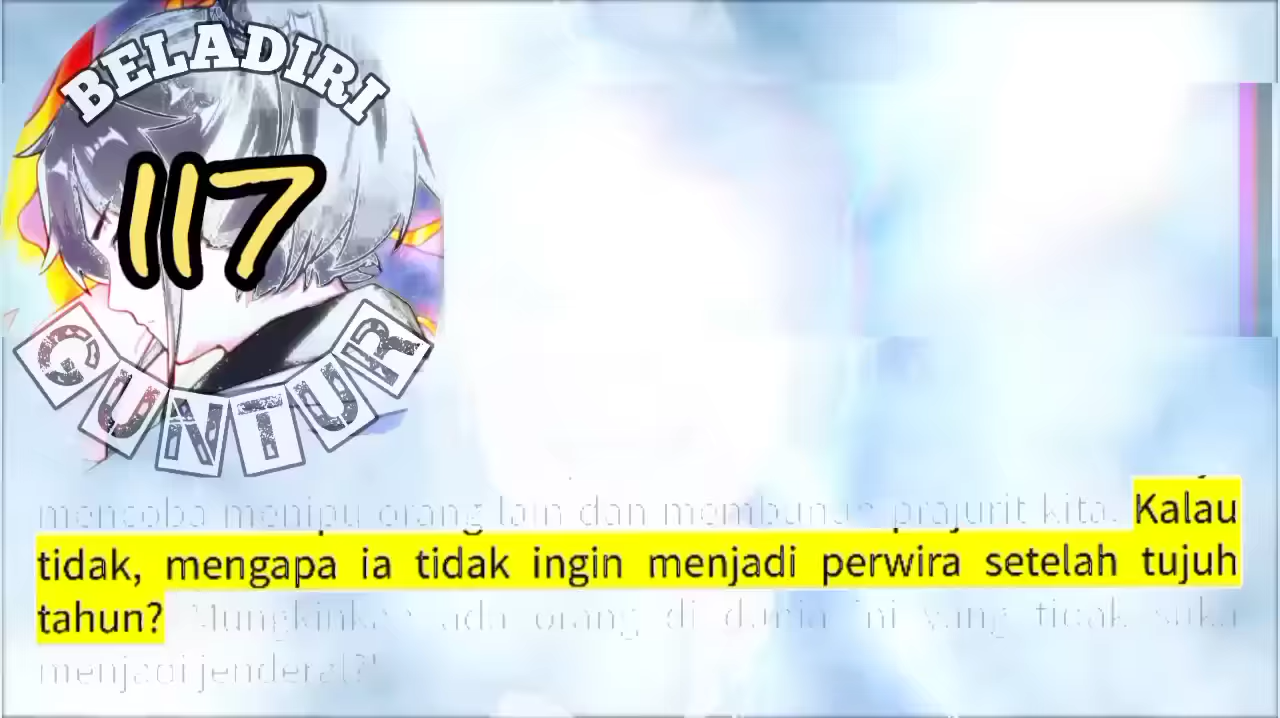 BELADIRI
117
GUNTUR
mencoba menipu orang lain dan membunuh prajurit kita. Kalau
tidak, mengapa ia tidak ingin menjadi perwira setelah tujuh
tahun? Mungkinkah ada orang di dunia ini yang tidak suka
menjadi jenderal?"